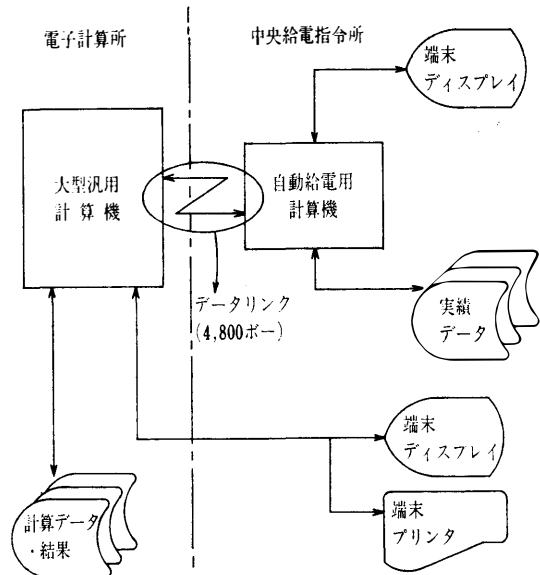 電子計算所
中央給電指令所
端末
ディスプレイ
大型汎用
計算機
自動給電用
計算機
データリンク
(4,800ボー)
実績
データ
端末
ディスプレイ
計算データ
・結果
端末
プリンタ